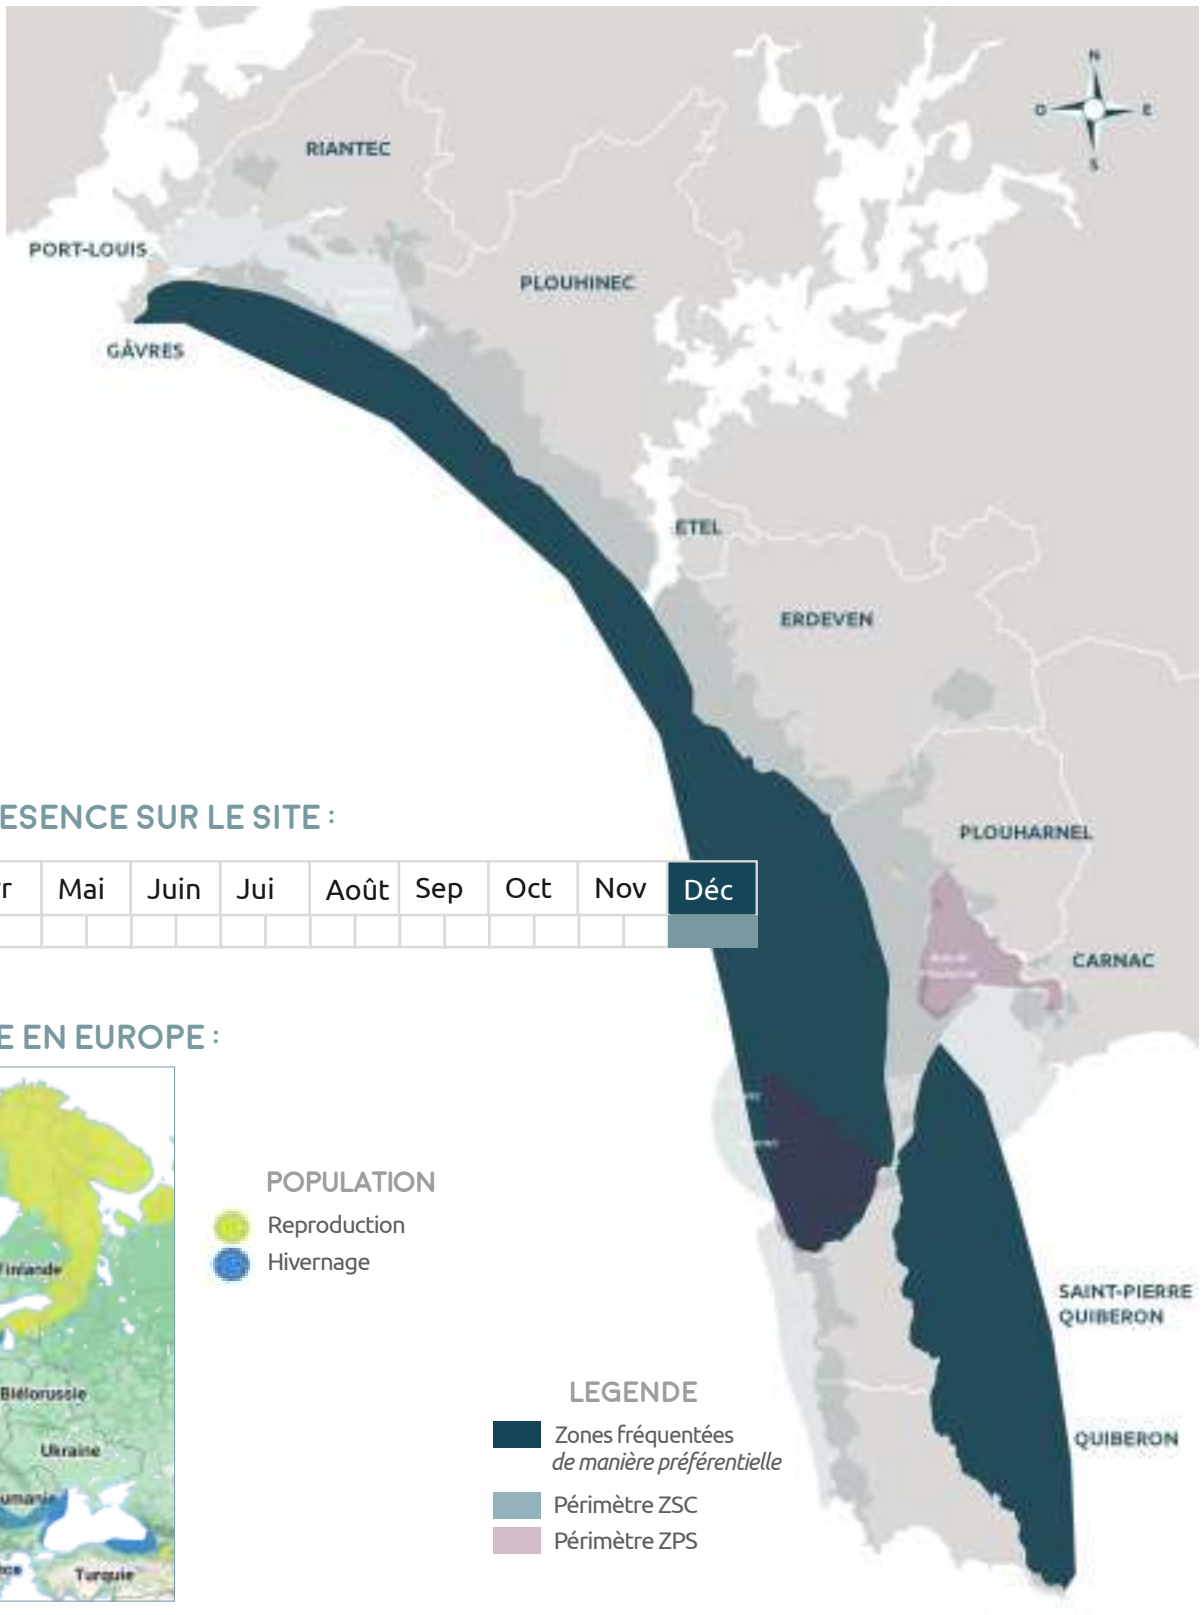 N
O
E
S
RIANTEC
PORT-LOUIS
PLOUHINEC
GÂVRES
ETEL
ERDEVEN
ESENCE SUR LE SITE :
PLOUHARNEL
r Mai Juin Jui Août Sep Oct Nov Déc
CARNAC
E EN EUROPE :
POPULATION
Reproduction
Hivernage
Finlande
Biélorussie
Ukraine
umanie
Turquie
SAINT-PIERRE
QUIBERON
QUIBERON
LEGENDE
Zones fréquentées
de manière préférentielle
Périmètre ZSC
Périmètre ZPS